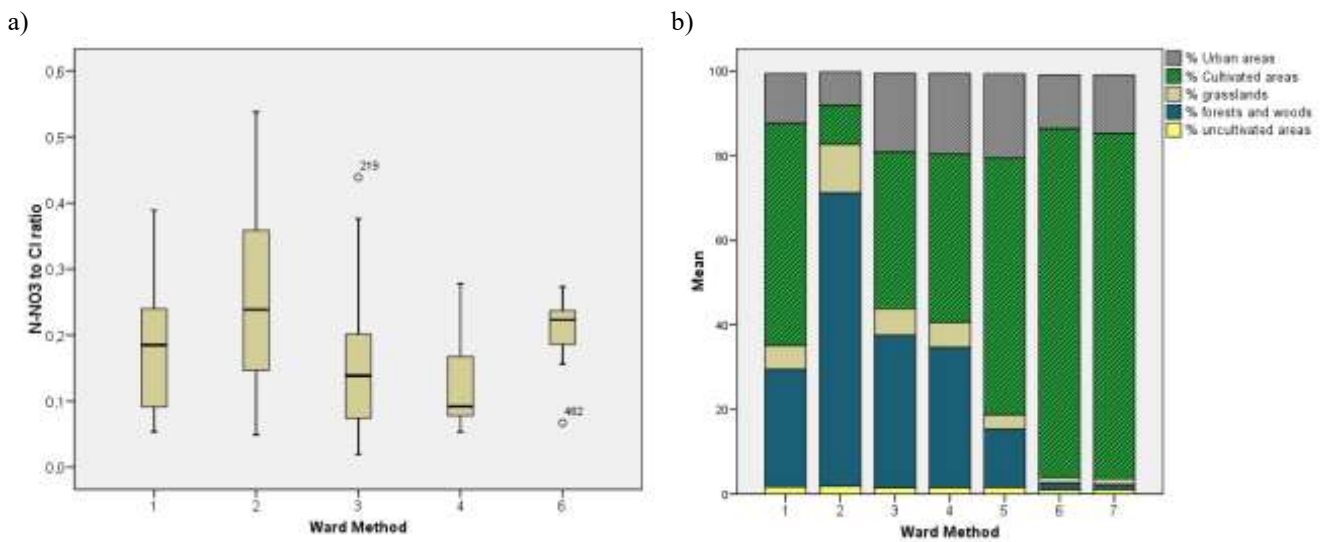 a)
b)
0,6
0,5
0,4
0,3
0,2
0,1
0,0
N-NO3 to Cl ratio
219
462
1 2 3 4 6
Ward Method
100
80
60
40
20
0
Mean
1 2 3 4 5 6 7
Ward Method
% Urban areas
% Cultivated areas
% grasslands
% forests and woods
% uncultivated areas